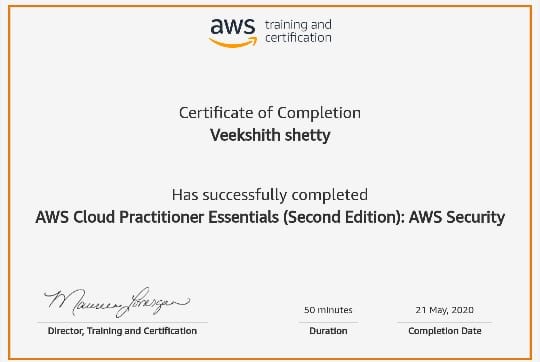 aws training and
certification
Certificate of Completion
Veekshith shetty
Has successfully completed
AWS Cloud Practitioner Essentials (Second Edition): AWS Security
Maureen Lonergan
50 minutes
21 May, 2020
Director, Training and Certification
Duration
Completion Date